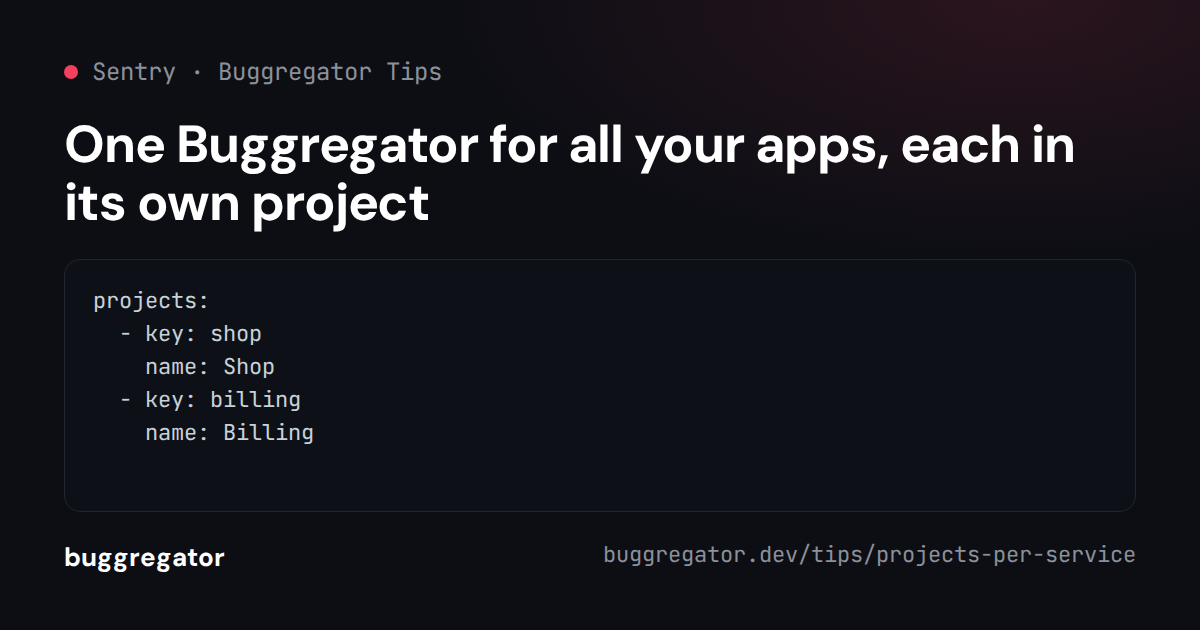 Sentry · Buggregator Tips
One Buggregator for all your apps, each in
its own project
projects:
  - key: shop
    name: Shop
  - key: billing
    name: Billing
buggregator
buggregator.dev/tips/projects-per-service